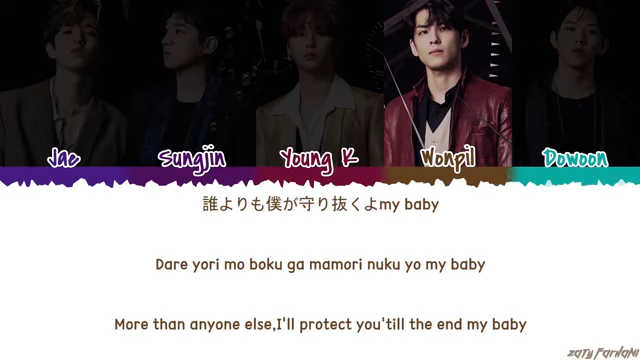 Jae Sungjin Young K Wonpil Dowoon
誰よりも僕が守り抜くよmy baby
Dare yori mo boku ga mamori nuku yo my baby
More than anyone else,I'll protect you'till the end my baby
zaty Farhani